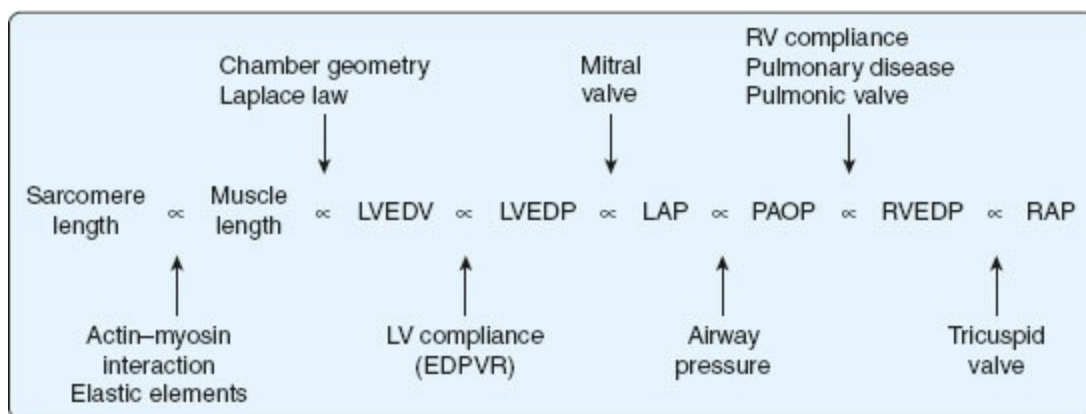 Chamber geometry
Laplace law
Mitral
valve
RV compliance
Pulmonary disease
Pulmonic valve
Sarcomere
length
∝
Muscle
length
∝ LVEDV ∝ LVEDP ∝ LAP ∝ PAOP ∝ RVEDP ∝ RAP
Actin–myosin
interaction
Elastic elements
LV compliance
(EDPVR)
Airway
pressure
Tricuspid
valve